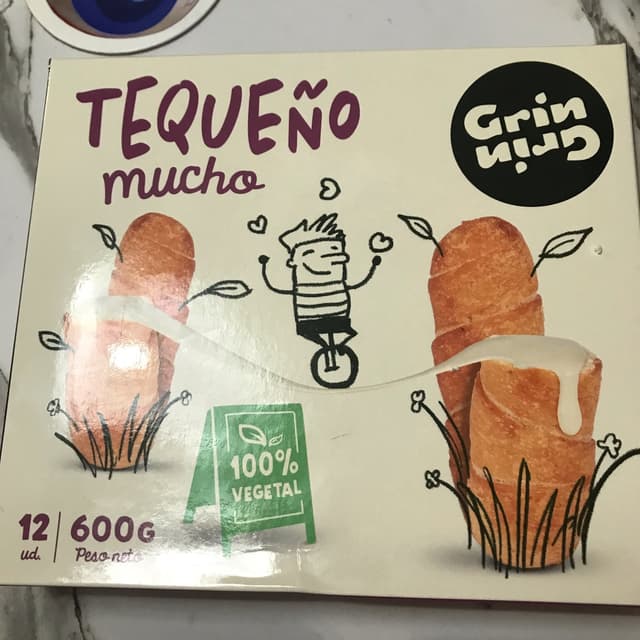 TEQUEÑO
mucho
Grin
Grin
100%
VEGETAL
12 ud.
600G
Peso neto